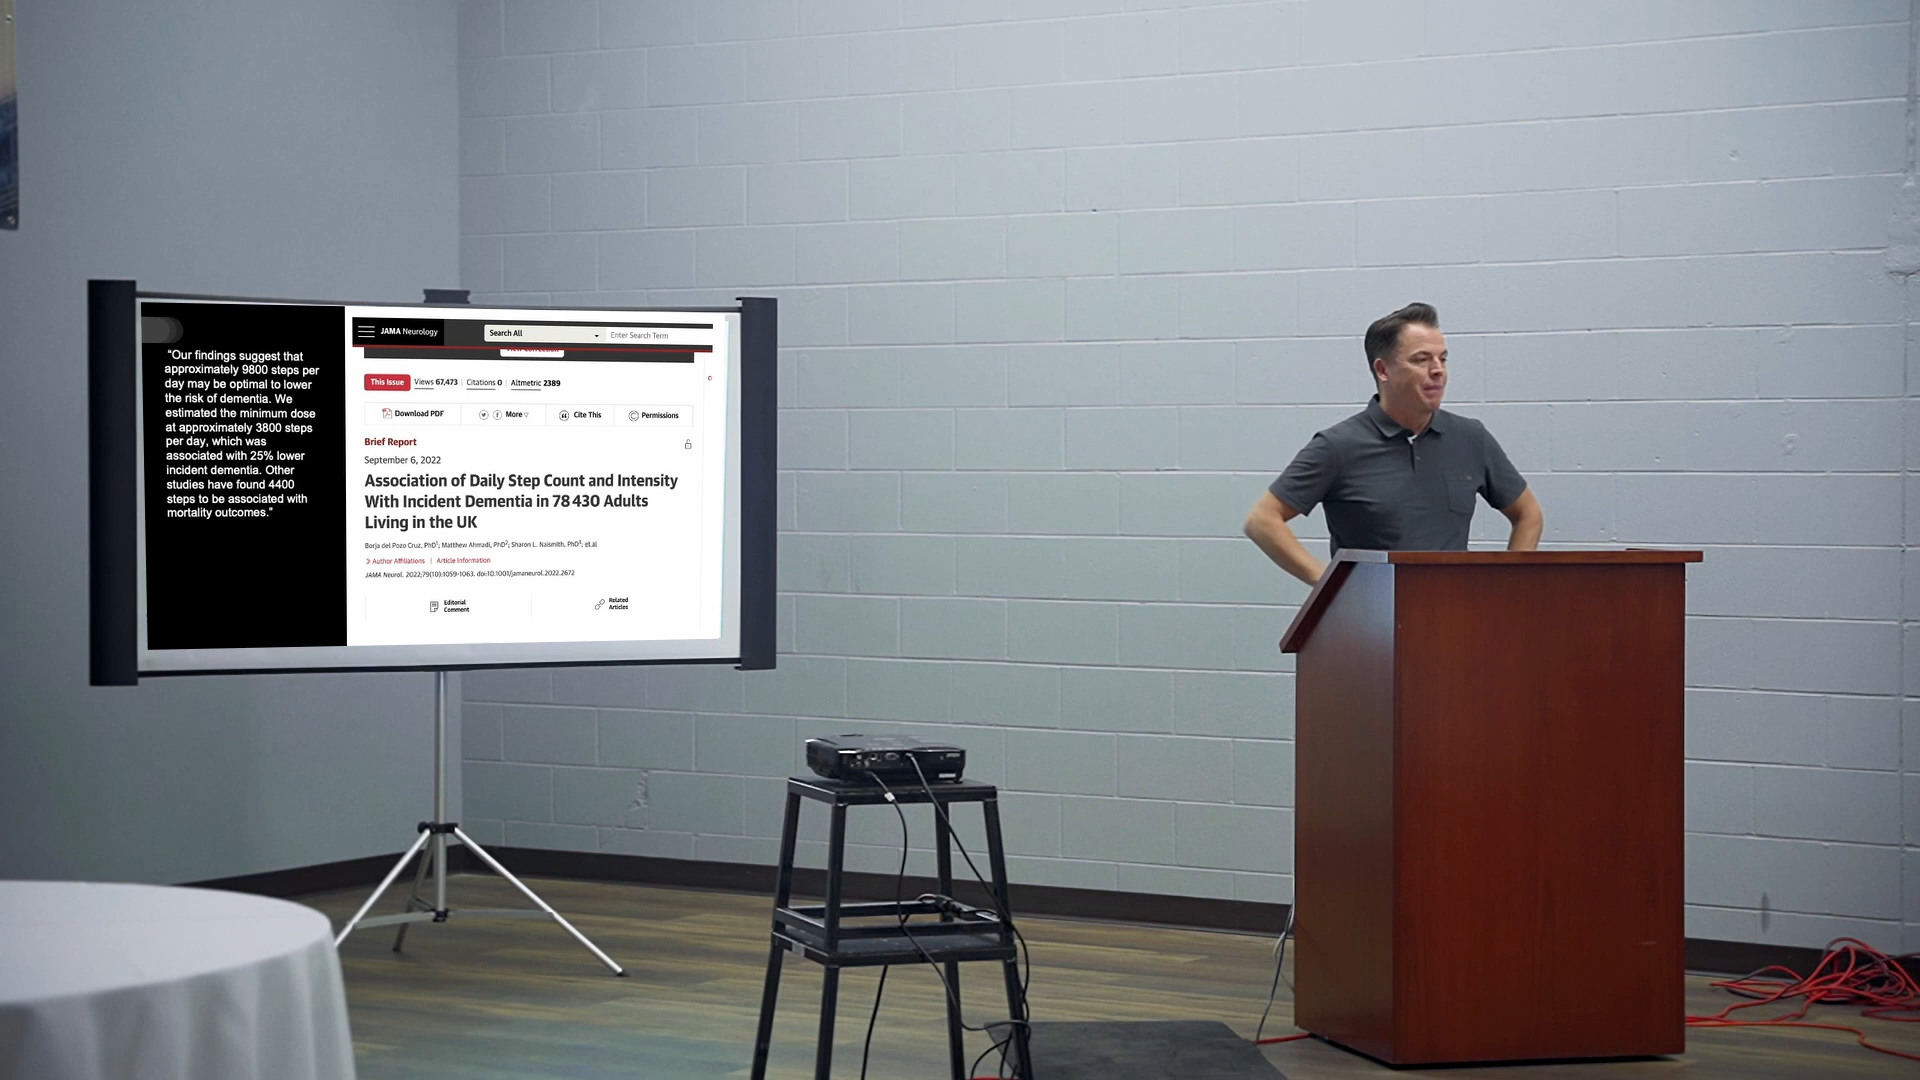 "Our findings suggest that
approximately 9800 steps per
day may be optimal to lower
the risk of dementia. We
estimated the minimum dose
at approximately 3800 steps
per day, which was
associated with 25% lower
incident dementia. Other
studies have found 4400
steps to be associated with
mortality outcomes."
JAMA Neurology
Search All
Enter Search Term
View Correction
This Issue
Views 67,473 | Citations 0 | Altmetric 2389
Download PDF
More
Cite This
Permissions
Brief Report
September 6, 2022
Association of Daily Step Count and Intensity
With Incident Dementia in 78 430 Adults
Living in the UK
Borja del Pozo Cruz, PhD1; Matthew Ahmadi, PhD2; Sharon L. Naismith, PhD3; et al
Author Affiliations | Article Information
JAMA Neurol. 2022;79(10):1059-1063. doi:10.1001/jamaneurol.2022.2672
Editorial
Comment
Related
Articles